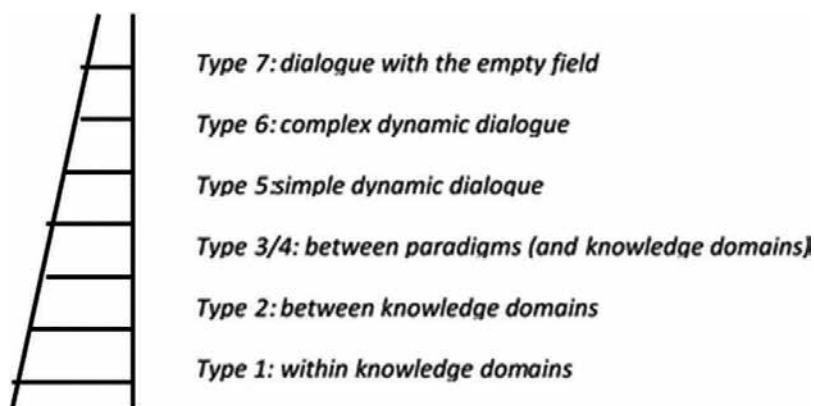 Type 7: dialogue with the empty field
Type 6: complex dynamic dialogue
Type 5:simple dynamic dialogue
Type 3/4: between paradigms (and knowledge domains)
Type 2: between knowledge domains
Type 1: within knowledge domains